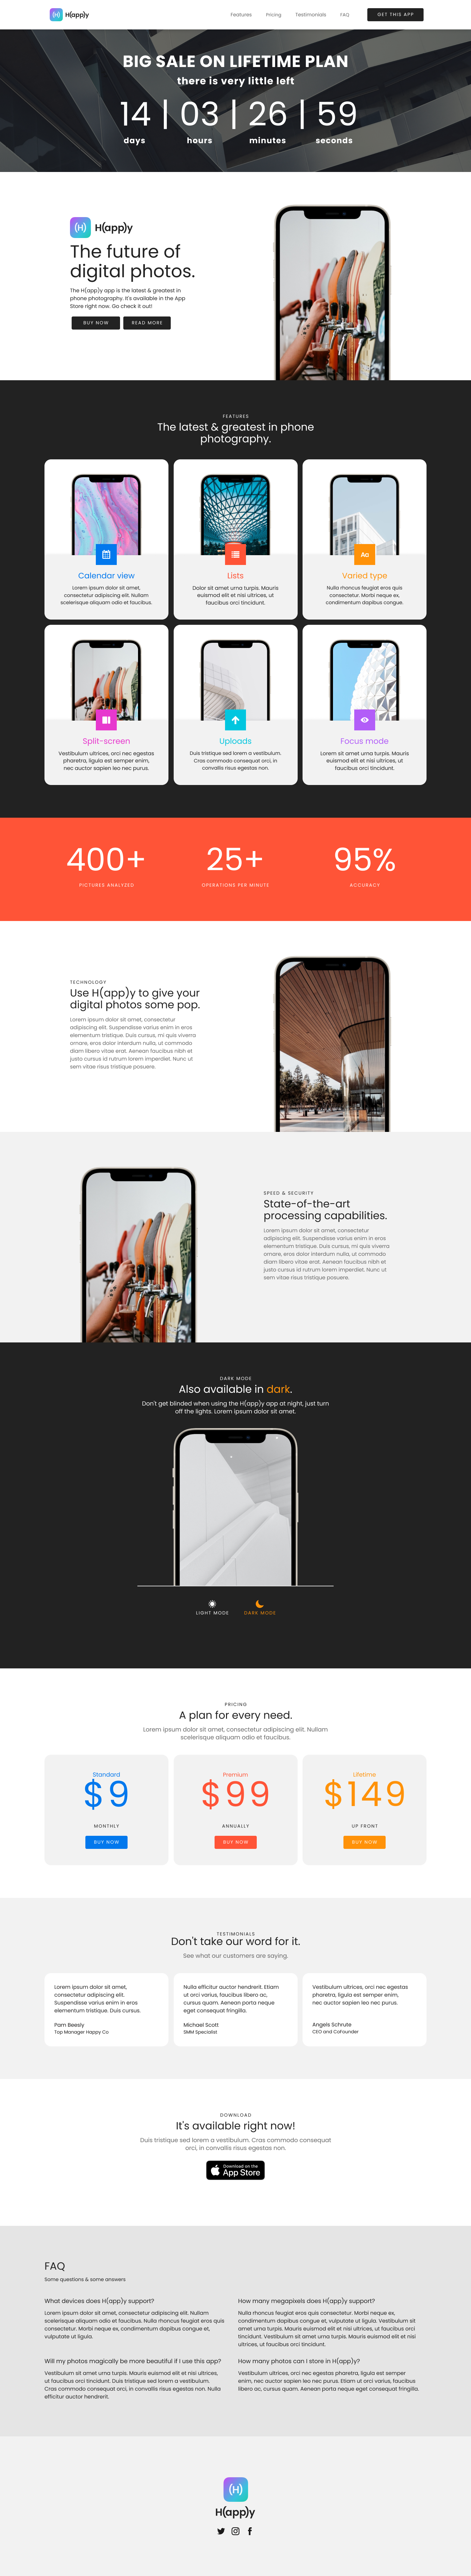 (H) H(app)y Features Pricing Testimonials FAQ GET THIS APP
BIG SALE ON LIFETIME PLAN
there is very little left
14 | 03 | 26 | 59
days hours minutes seconds
(H) H(app)y
The future of
digital photos.
The H(app)y app is the latest & greatest in
phone photography. It's available in the App
Store right now. Go check it out!
BUY NOW READ MORE
FEATURES
The latest & greatest in phone
photography.
Calendar view
Lorem ipsum dolor sit amet,
consectetur adipiscing elit. Nullam
scelerisque aliquam odio et faucibus.
Lists
Dolor sit amet urna turpis. Mauris
euismod elit et nisi ultrices, ut
faucibus orci tincidunt.
Aa
Varied type
Nulla rhoncus feugiat eros quis
consectetur. Morbi neque ex,
condimentum dapibus congue.
Split-screen
Vestibulum ultrices, orci nec egestas
pharetra, ligula est semper enim,
nec auctor sapien leo nec purus.
Uploads
Duis tristique sed lorem a vestibulum.
Cras commodo consequat orci, in
convallis risus egestas non.
Focus mode
Lorem sit amet urna turpis. Mauris
euismod elit et nisi ultrices, ut
faucibus orci tincidunt.
400+ 25+ 95%
PICTURES ANALYZED OPERATIONS PER MINUTE ACCURACY
TECHNOLOGY
Use H(app)y to give your
digital photos some pop.
Lorem ipsum dolor sit amet, consectetur
adipiscing elit. Suspendisse varius enim in eros
elementum tristique. Duis cursus, mi quis viverra
ornare, eros dolor interdum nulla, ut commodo
diam libero vitae erat. Aenean faucibus nibh et
justo cursus id rutrum lorem imperdiet. Nunc ut
sem vitae risus tristique posuere.
SPEED & SECURITY
State-of-the-art
processing capabilities.
Lorem ipsum dolor sit amet, consectetur
adipiscing elit. Suspendisse varius enim in eros
elementum tristique. Duis cursus, mi quis viverra
ornare, eros dolor interdum nulla, ut commodo
diam libero vitae erat. Aenean faucibus nibh et
justo cursus id rutrum lorem imperdiet. Nunc ut
sem vitae risus tristique posuere.
DARK MODE
Also available in dark.
Don't get blinded when using the H(app)y app at night, just turn
off the lights. Lorem ipsum dolor sit amet.
LIGHT MODE DARK MODE
PRICING
A plan for every need.
Lorem ipsum dolor sit amet, consectetur adipiscing elit. Nullam
scelerisque aliquam odio et faucibus.
Standard
$9
MONTHLY
BUY NOW
Premium
$99
ANNUALLY
BUY NOW
Lifetime
$149
UP FRONT
BUY NOW
TESTIMONIALS
Don't take our word for it.
See what our customers are saying.
Lorem ipsum dolor sit amet,
consectetur adipiscing elit.
Suspendisse varius enim in eros
elementum tristique. Duis cursus.
Pam Beesly
Top Manager Happy Co
Nulla efficitur auctor hendrerit. Etiam
ut orci varius, faucibus libero ac,
cursus quam. Aenean porta neque
eget consequat fringilla.
Michael Scott
SMM Specialist
Vestibulum ultrices, orci nec egestas
pharetra, ligula est semper enim,
nec auctor sapien leo nec purus.
Angels Schrute
CEO and CoFounder
DOWNLOAD
It's available right now!
Duis tristique sed lorem a vestibulum. Cras commodo consequat
orci, in convallis risus egestas non.
Download on the
App Store
FAQ
Some questions & some answers
What devices does H(app)y support?
Lorem ipsum dolor sit amet, consectetur adipiscing elit. Nullam
scelerisque aliquam odio et faucibus. Nulla rhoncus feugiat eros quis
consectetur. Morbi neque ex, condimentum dapibus congue et,
vulputate ut ligula.
How many megapixels does H(app)y support?
Nulla rhoncus feugiat eros quis consectetur. Morbi neque ex,
condimentum dapibus congue et, vulputate ut ligula. Vestibulum sit
amet urna turpis. Mauris euismod elit et nisi ultrices, ut faucibus orci
tincidunt. Vestibulum sit amet urna turpis. Mauris euismod elit et nisi
ultrices, ut faucibus orci tincidunt.
Will my photos magically be more beautiful if I use this app?
Vestibulum sit amet urna turpis. Mauris euismod elit et nisi ultrices,
ut faucibus orci tincidunt. Duis tristique sed lorem a vestibulum.
Cras commodo consequat orci, in convallis risus egestas non. Nulla
efficitur auctor hendrerit.
How many photos can I store in H(app)y?
Vestibulum ultrices, orci nec egestas pharetra, ligula est semper
enim, nec auctor sapien leo nec purus. Etiam ut orci varius, faucibus
libero ac, cursus quam. Aenean porta neque eget consequat fringilla.
(H)
H(app)y